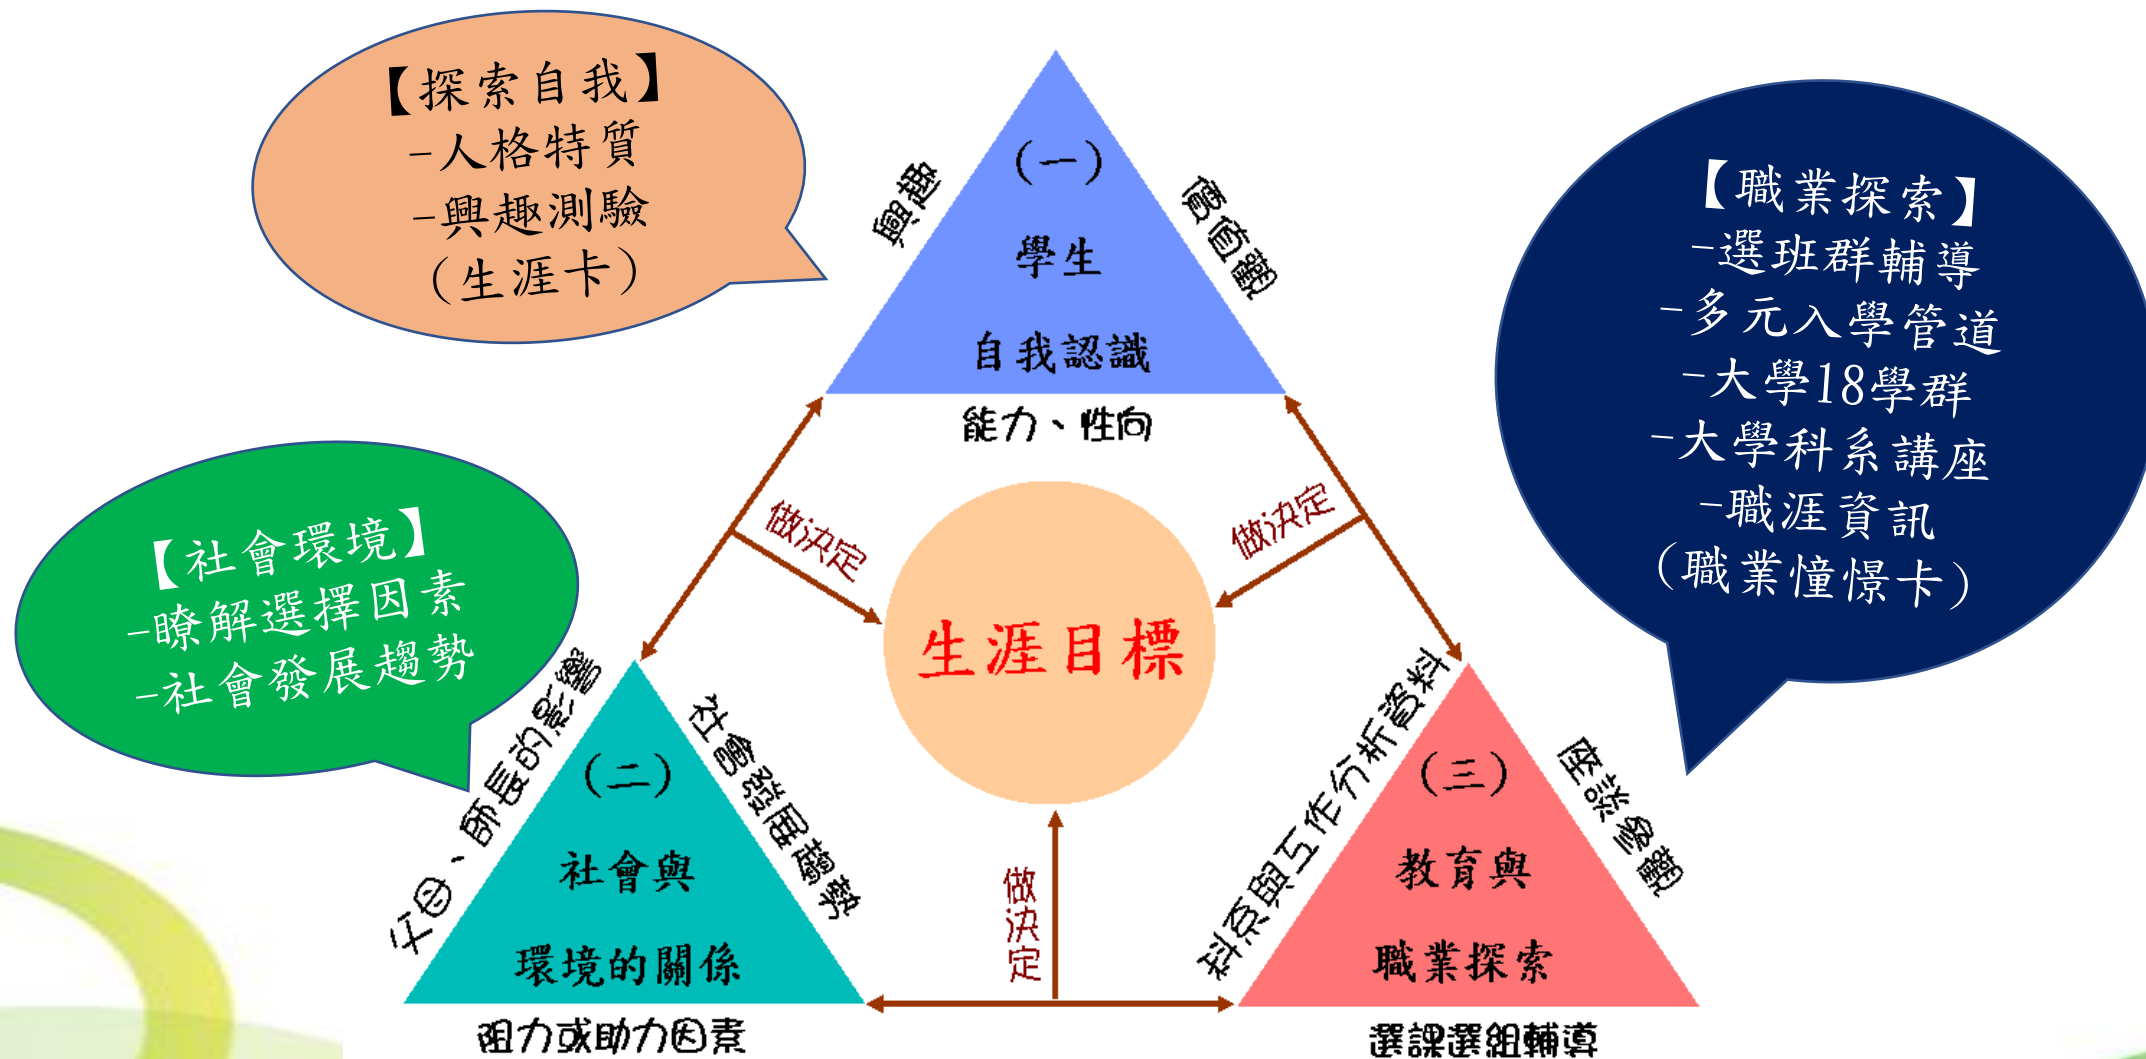 【探索自我】
-人格特質
-興趣測驗
(生涯卡)
(一)
學生
自我認識
興趣
價值觀
能力、性向
【職業探索】
-選班群輔導
-多元入學管道
-大學18學群
-大學科系講座
-職涯資訊
(職業憧憬卡)
【社會環境】
-瞭解選擇因素
-社會發展趨勢
做決定
做決定
生涯目標
做決定
父母、師長的影響
社會發展趨勢
(二)
社會與
環境的關係
阻力或助力因素
科系與工作分析資料
座談參觀
(三)
教育與
職業探索
選課選組輔導